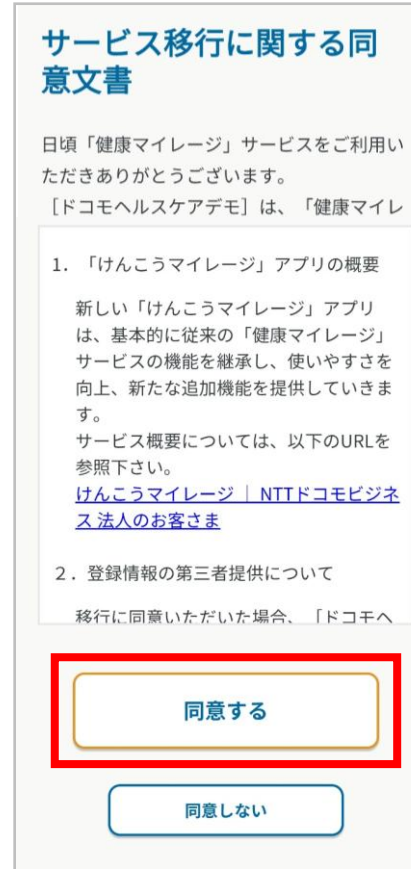 サービス移行に関する同
意文書
日頃「健康マイレージ」サービスをご利用い
ただきありがとうございます。
［ドコモヘルスケアデモ］は、「健康マイレ
1. 「けんこうマイレージ」アプリの概要
新しい「けんこうマイレージ」アプリ
は、基本的に従来の「健康マイレージ」
サービスの機能を継承し、使いやすさを
向上、新たな追加機能を提供していきま
す。
サービス概要については、以下のURLを
参照下さい。
けんこうマイレージ ｜ NTTドコモビジネ
ス 法人のお客さま
２．登録情報の第三者提供について
移行に同意いただいた場合、［ドコモヘ
同意する
同意しない